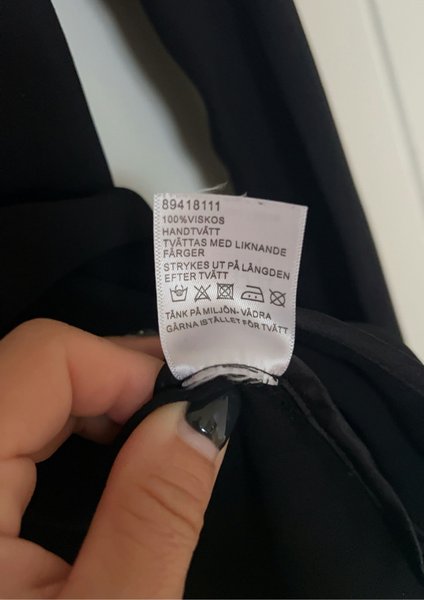 89418111
100%VISKOS
HANDTVÄTT
TVÄTTAS MED LIKNANDE
FÄRGER
STRYKES UT PÅ LÄNGDEN
EFTER TVÄTT
TÄNK PÅ MILJÖN- VÄDRA
GÄRNA ISTÄLLET FÖR TVÄTT